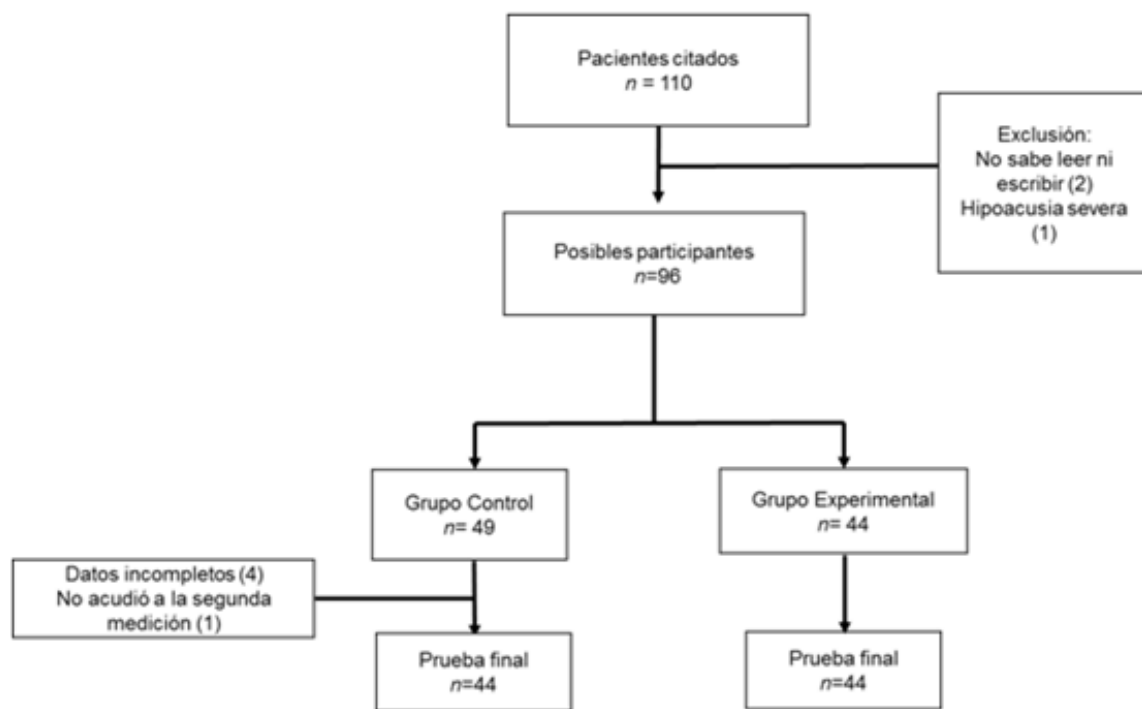 Pacientes citados
n = 110
Exclusión:
No sabe leer ni
escribir (2)
Hipoacusia severa
(1)
Posibles participantes
n=96
Grupo Control
n= 49
Grupo Experimental
n= 44
Datos incompletos (4)
No acudió a la segunda
medición (1)
Prueba final
n=44
Prueba final
n=44